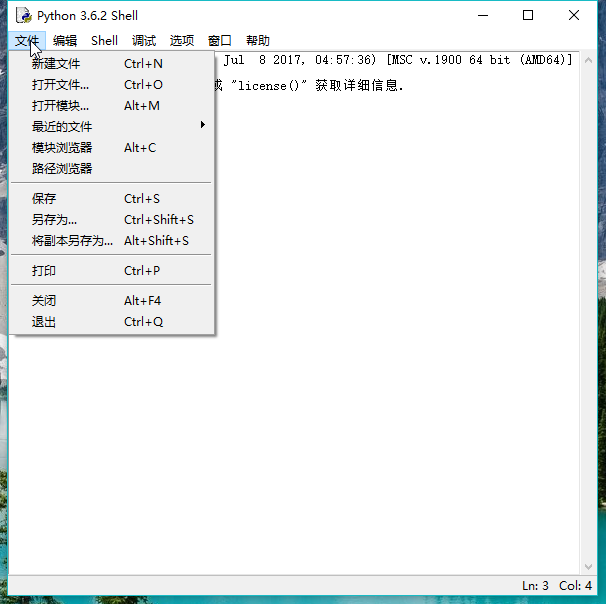 Python 3.6.2 Shell
文件 编辑 Shell 调试 选项 窗口 帮助
Jul 8 2017, 04:57:36) [MSC v.1900 64 bit (AMD64)]
"license()" 获取详细信息.
新建文件 Ctrl+N
打开文件... Ctrl+O
打开模块... Alt+M
最近的文件
模块浏览器 Alt+C
路径浏览器
保存 Ctrl+S
另存为... Ctrl+Shift+S
将副本另存为... Alt+Shift+S
打印 Ctrl+P
关闭 Alt+F4
退出 Ctrl+Q
Ln: 3 Col: 4